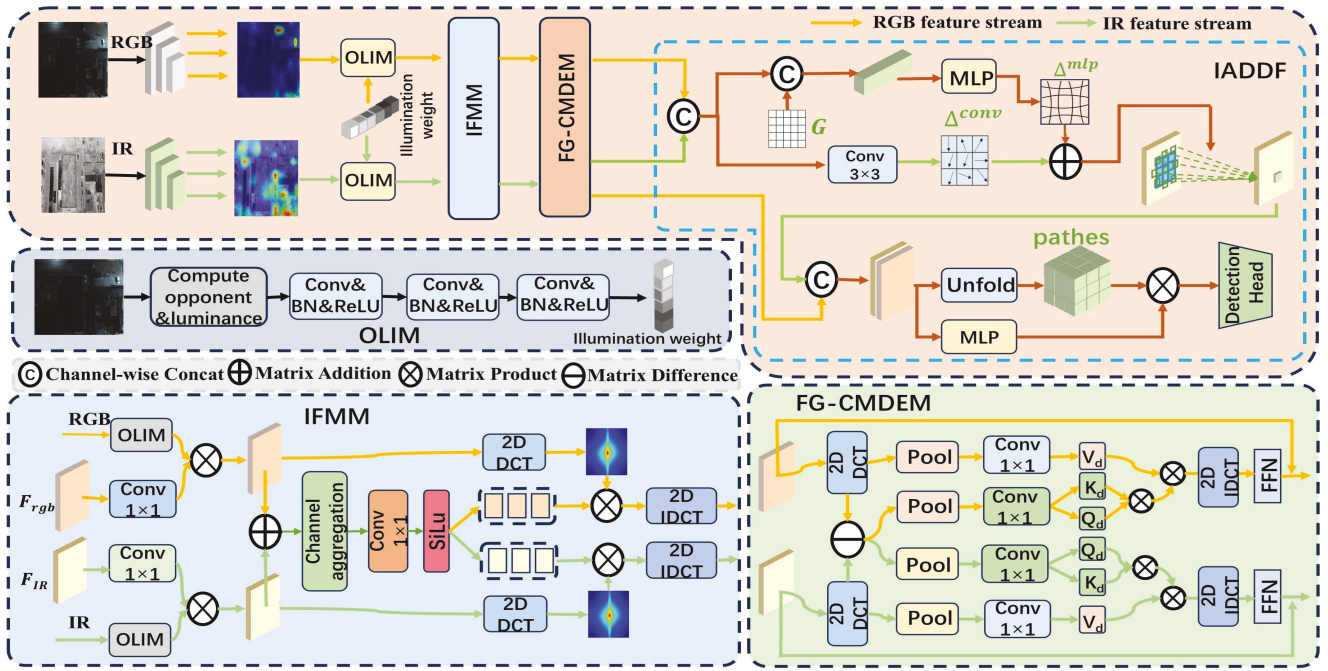 RGB feature stream
IR feature stream
RGB
OLIM
Illumination
weight
IR
OLIM
IFMM
FG-CMDEM
C
C
G
MLP
Δ^mlp
IADDF
Δ^conv
Conv
3×3
C
Unfold
pathes
MLP
Detection
Head
Compute
opponent
&luminance
Conv&
BN&ReLU
Conv&
BN&ReLU
Conv&
BN&ReLU
OLIM
Illumination weight
C Channel-wise Concat
Matrix Addition
Matrix Product
Matrix Difference
IFMM
RGB
OLIM
F_rgb
Conv
1×1
F_IR
Conv
1×1
IR
OLIM
Channel
aggregation
Conv
1×1
SiLu
2D
DCT
2D
DCT
2D
IDCT
2D
IDCT
FG-CMDEM
2D
DCT
2D
DCT
Pool
Conv
1×1
V_d
Pool
Conv
1×1
K_d
Q_d
Pool
Conv
1×1
Q_d
K_d
Pool
Conv
1×1
V_d
2D
IDCT
FFN
2D
IDCT
FFN